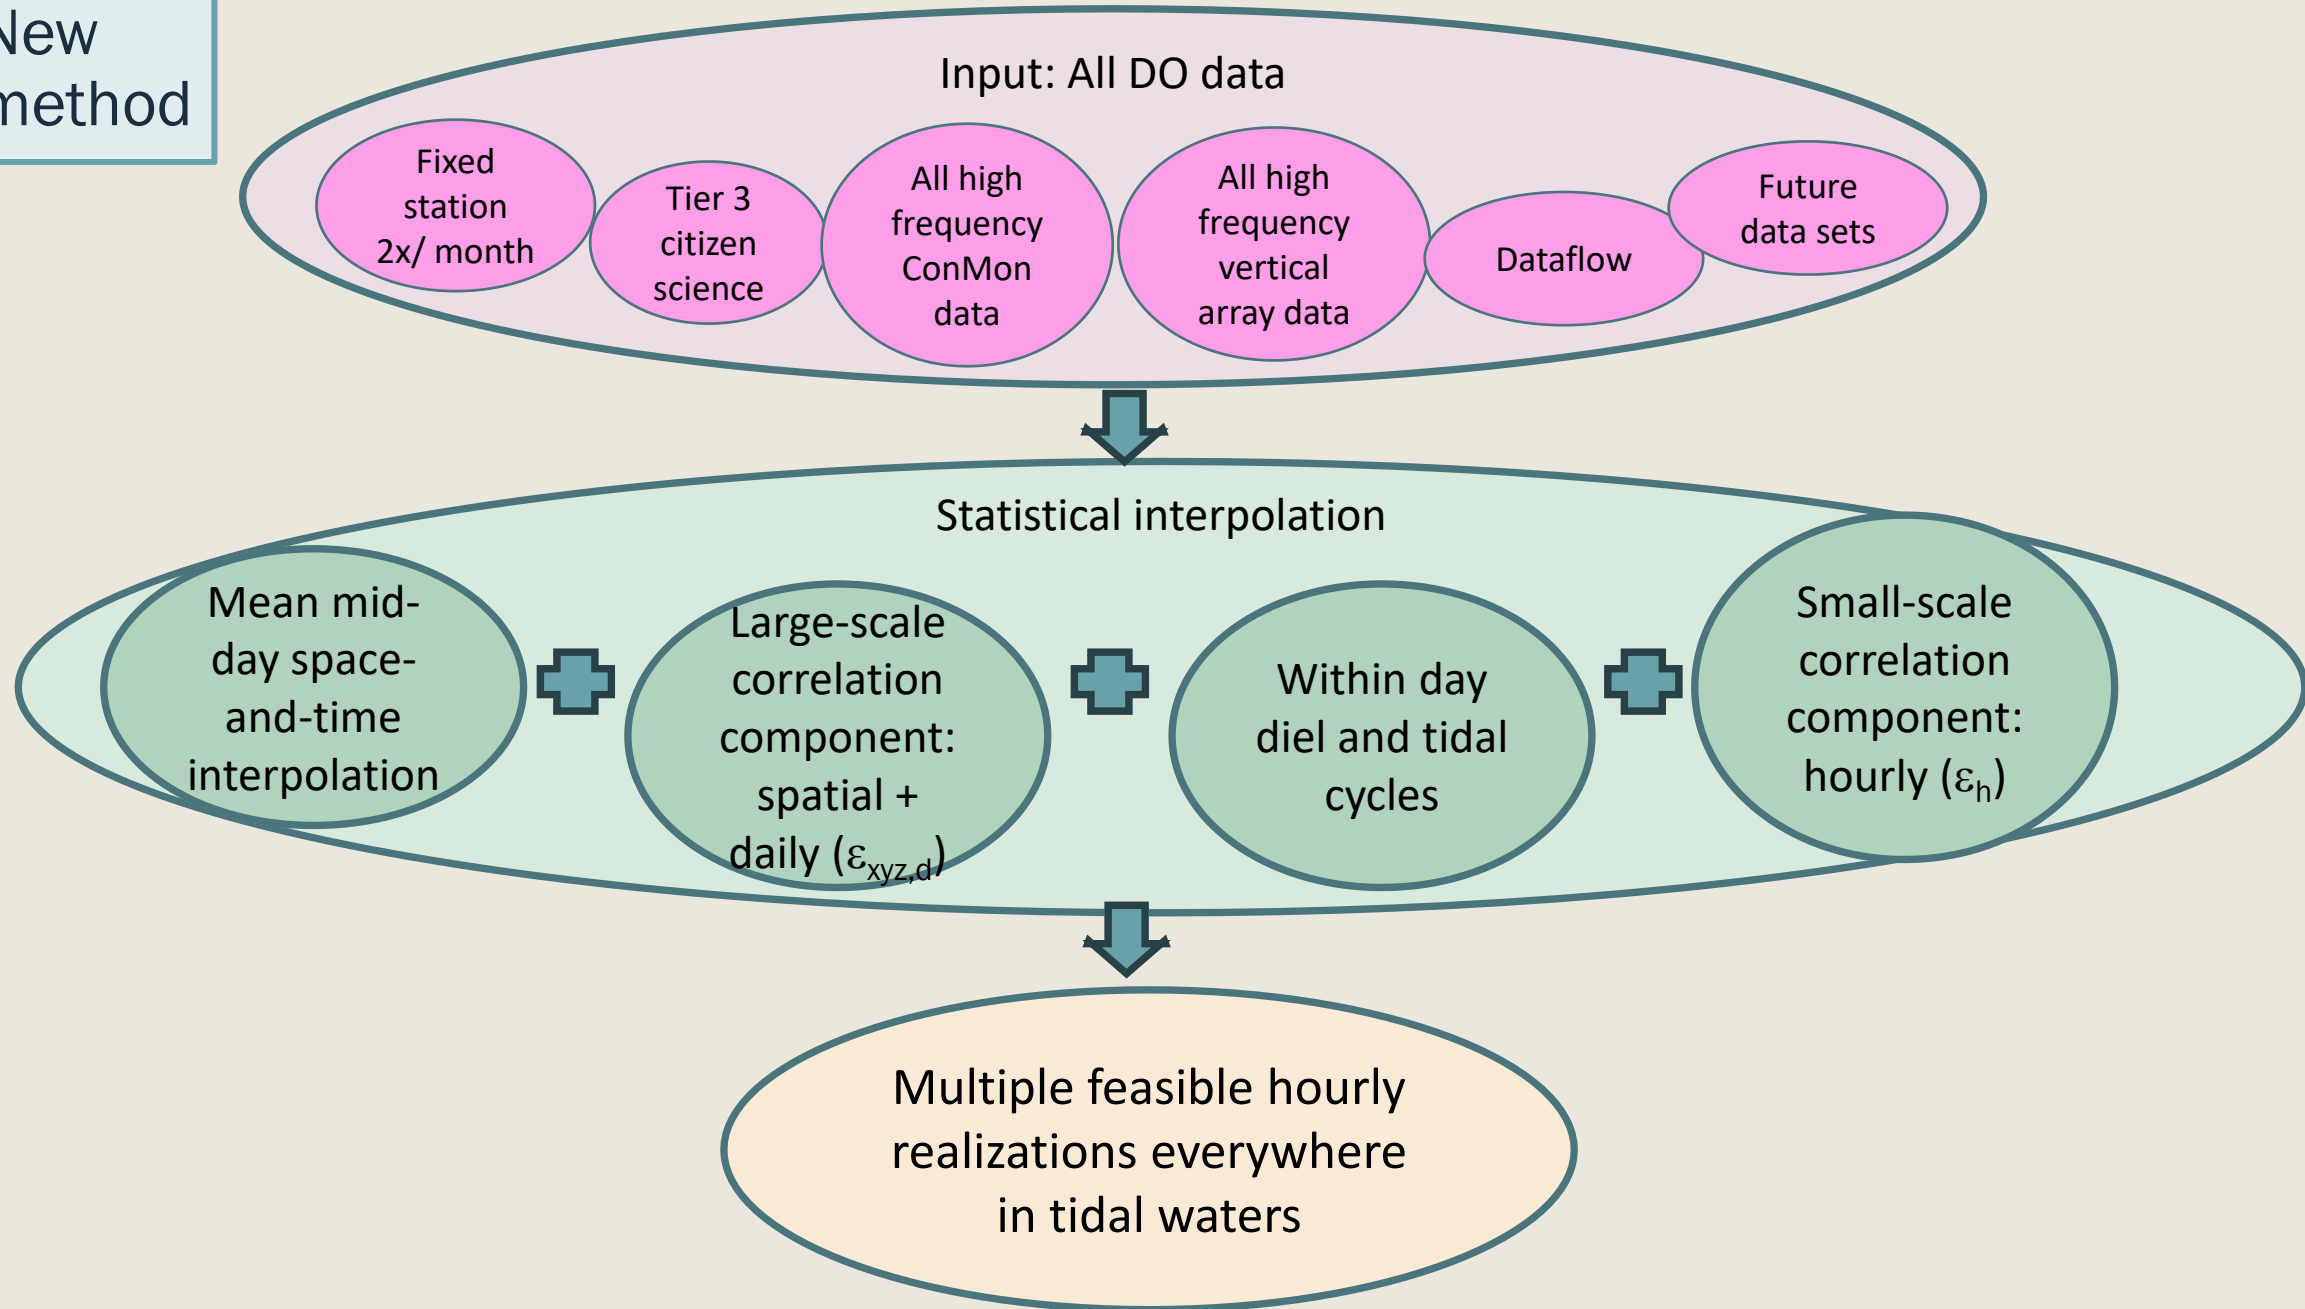 New
method
Input: All DO data
Fixed
station
2x/ month
Tier 3
citizen
science
All high
frequency
ConMon
data
All high
frequency
vertical
array data
Dataflow
Future
data sets
Statistical interpolation
Mean mid-
day space-
and-time
interpolation
Large-scale
correlation
component:
spatial +
daily (εxyz,d)
Within day
diel and tidal
cycles
Small-scale
correlation
component:
hourly (εh)
Multiple feasible hourly
realizations everywhere
in tidal waters